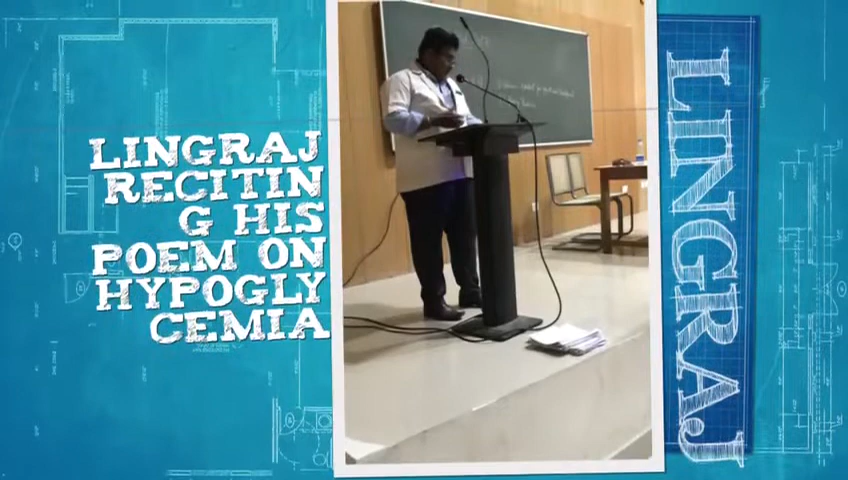 LINGRAJ
RECITIN
G HIS
POEM ON
HYPOGLY
CEMIA
LINGRAJ